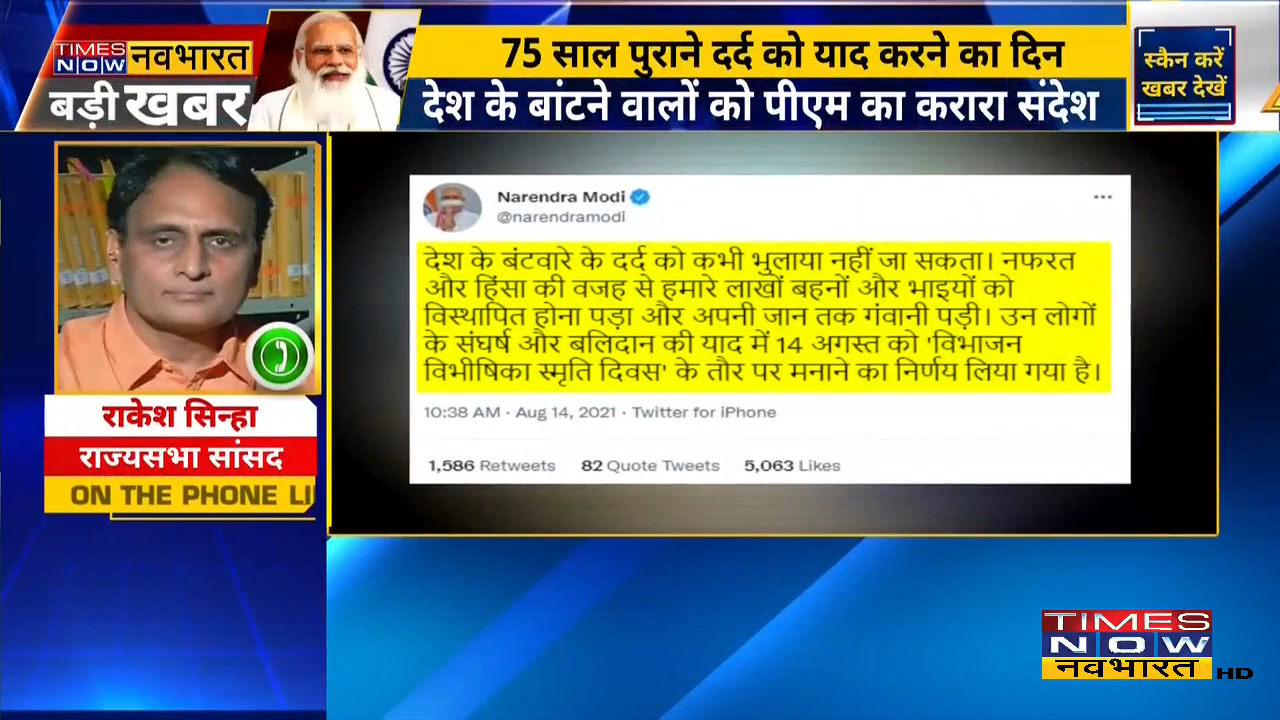 TIMES
NOW नवभारत
बड़ी खबर
75 साल पुराने दर्द को याद करने का दिन
देश के बांटने वालों को पीएम का करारा संदेश
स्कैन करें
खबर देखें
राकेश सिन्हा
राज्यसभा सांसद
ON THE PHONE
Narendra Modi
@narendramodi
देश के बंटवारे के दर्द को कभी भुलाया नहीं जा सकता। नफरत
और हिंसा की वजह से हमारे लाखों बहनों और भाइयों को
विस्थापित होना पड़ा और अपनी जान तक गंवानी पड़ी। उन लोगों
के संघर्ष और बलिदान की याद में 14 अगस्त को 'विभाजन
विभीषिका स्मृति दिवस' के तौर पर मनाने का निर्णय लिया गया है।
10:38 AM · Aug 14, 2021 · Twitter for iPhone
1,586 Retweets 82 Quote Tweets 5,063 Likes
TIMES
NOW
नवभारत HD